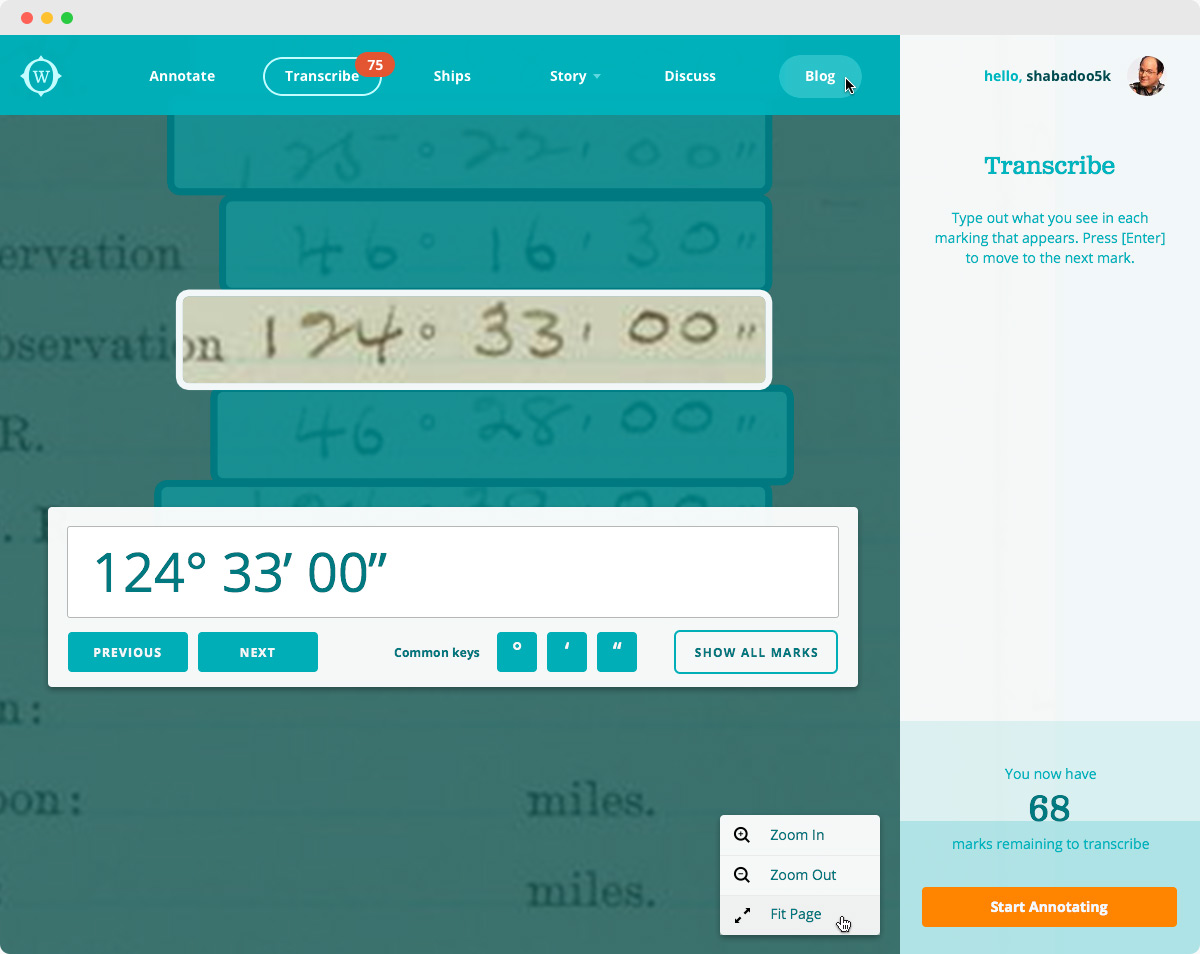 W
Annotate
Transcribe
75
Ships
Story
Discuss
Blog
hello, shabadoo5k
Transcribe
Type out what you see in each
marking that appears. Press [Enter]
to move to the next mark.
125° 22' 00"
ervation 46° 16' 30"
bservation 124° 33' 00"
R. 46° 28' 00"
124° 33’ 00”
PREVIOUS
NEXT
Common keys
°
‘
“
SHOW ALL MARKS
n:
oon: miles.
miles.
Zoom In
Zoom Out
Fit Page
You now have
68
marks remaining to transcribe
Start Annotating